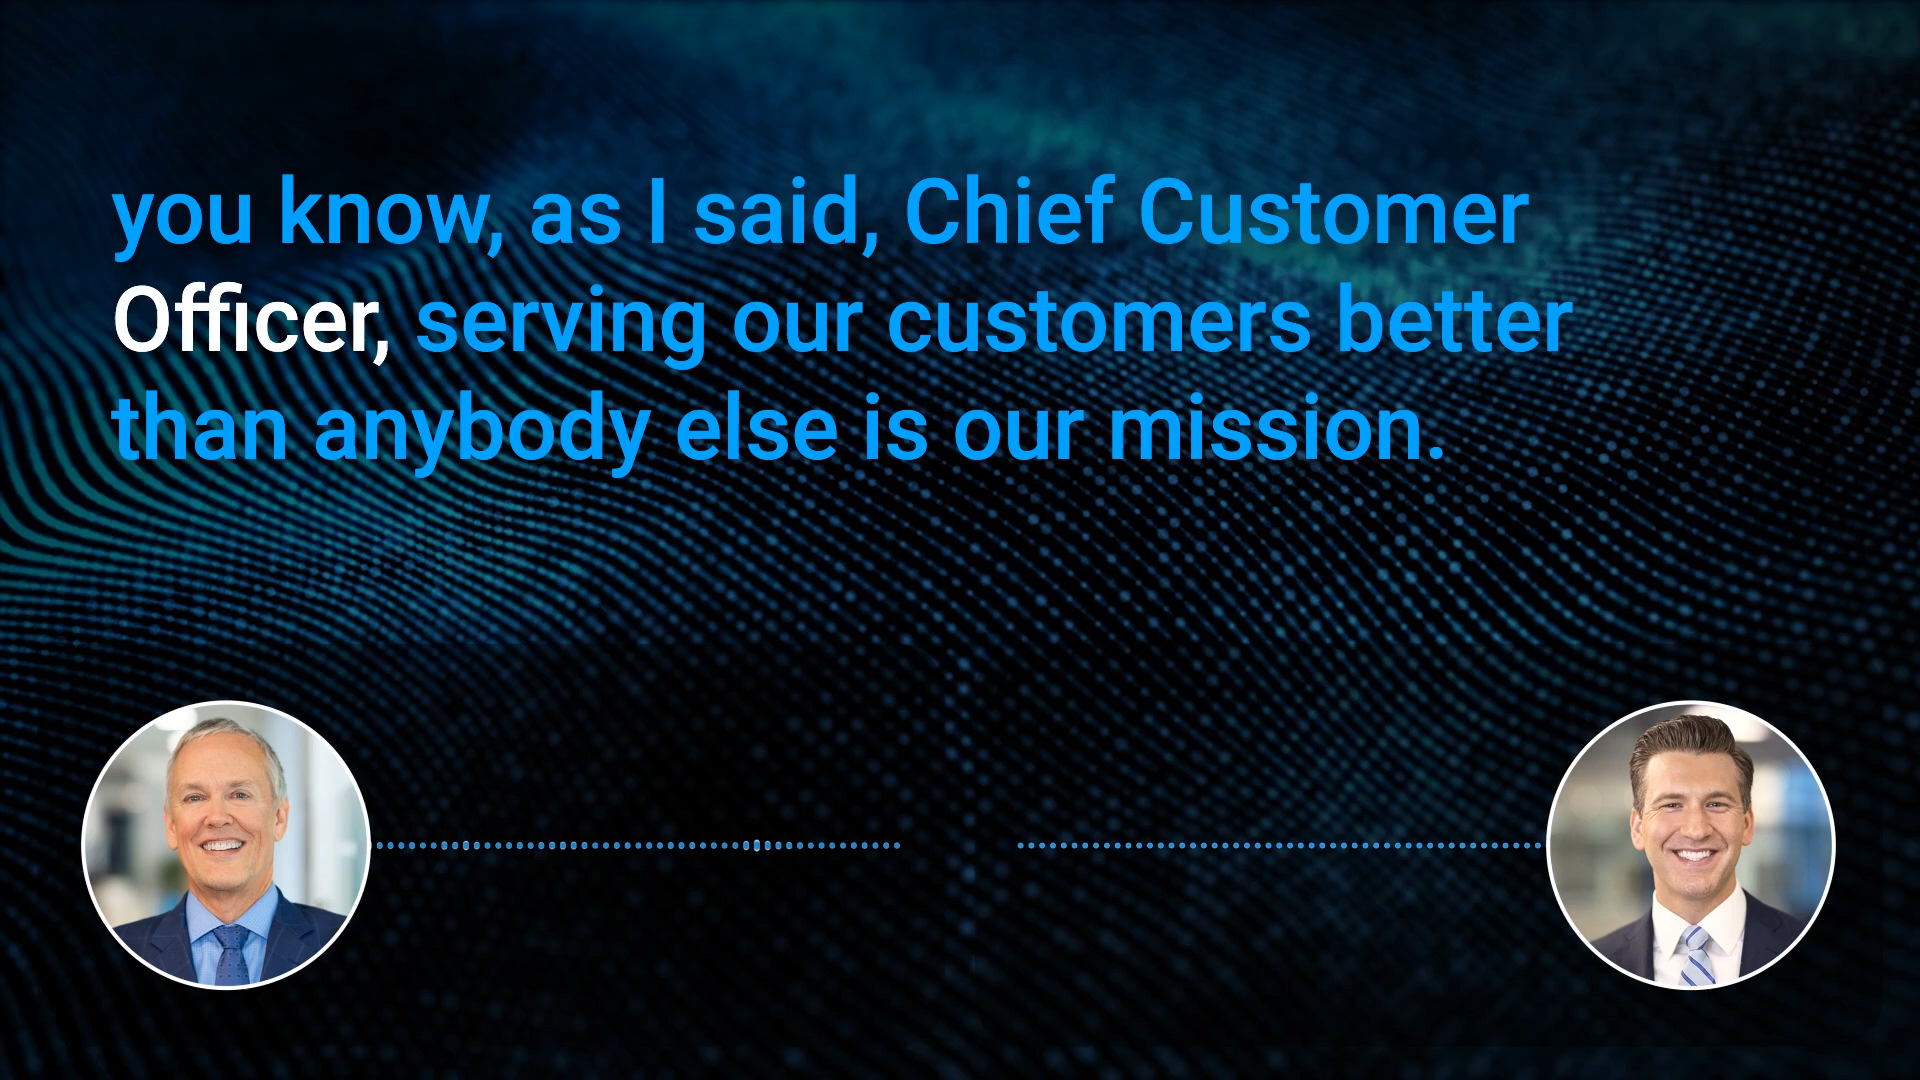 you know, as I said, Chief Customer
Officer, serving our customers better
than anybody else is our mission.